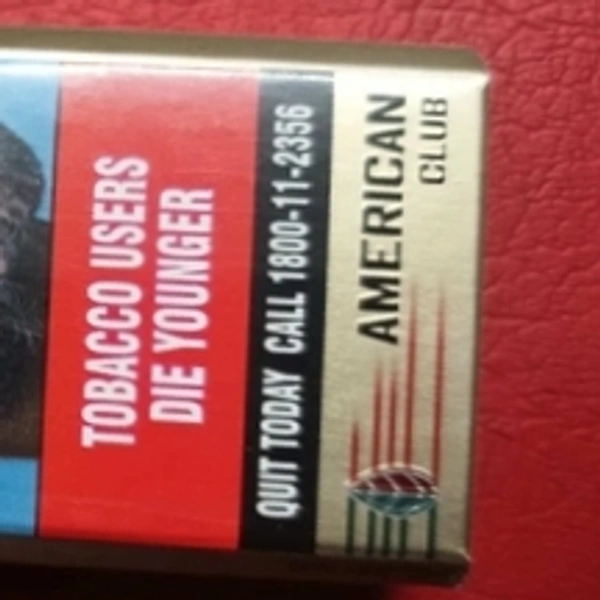 TOBACCO USERS
DIE YOUNGER
QUIT TODAY CALL 1800-11-2356
AMERICAN
CLUB